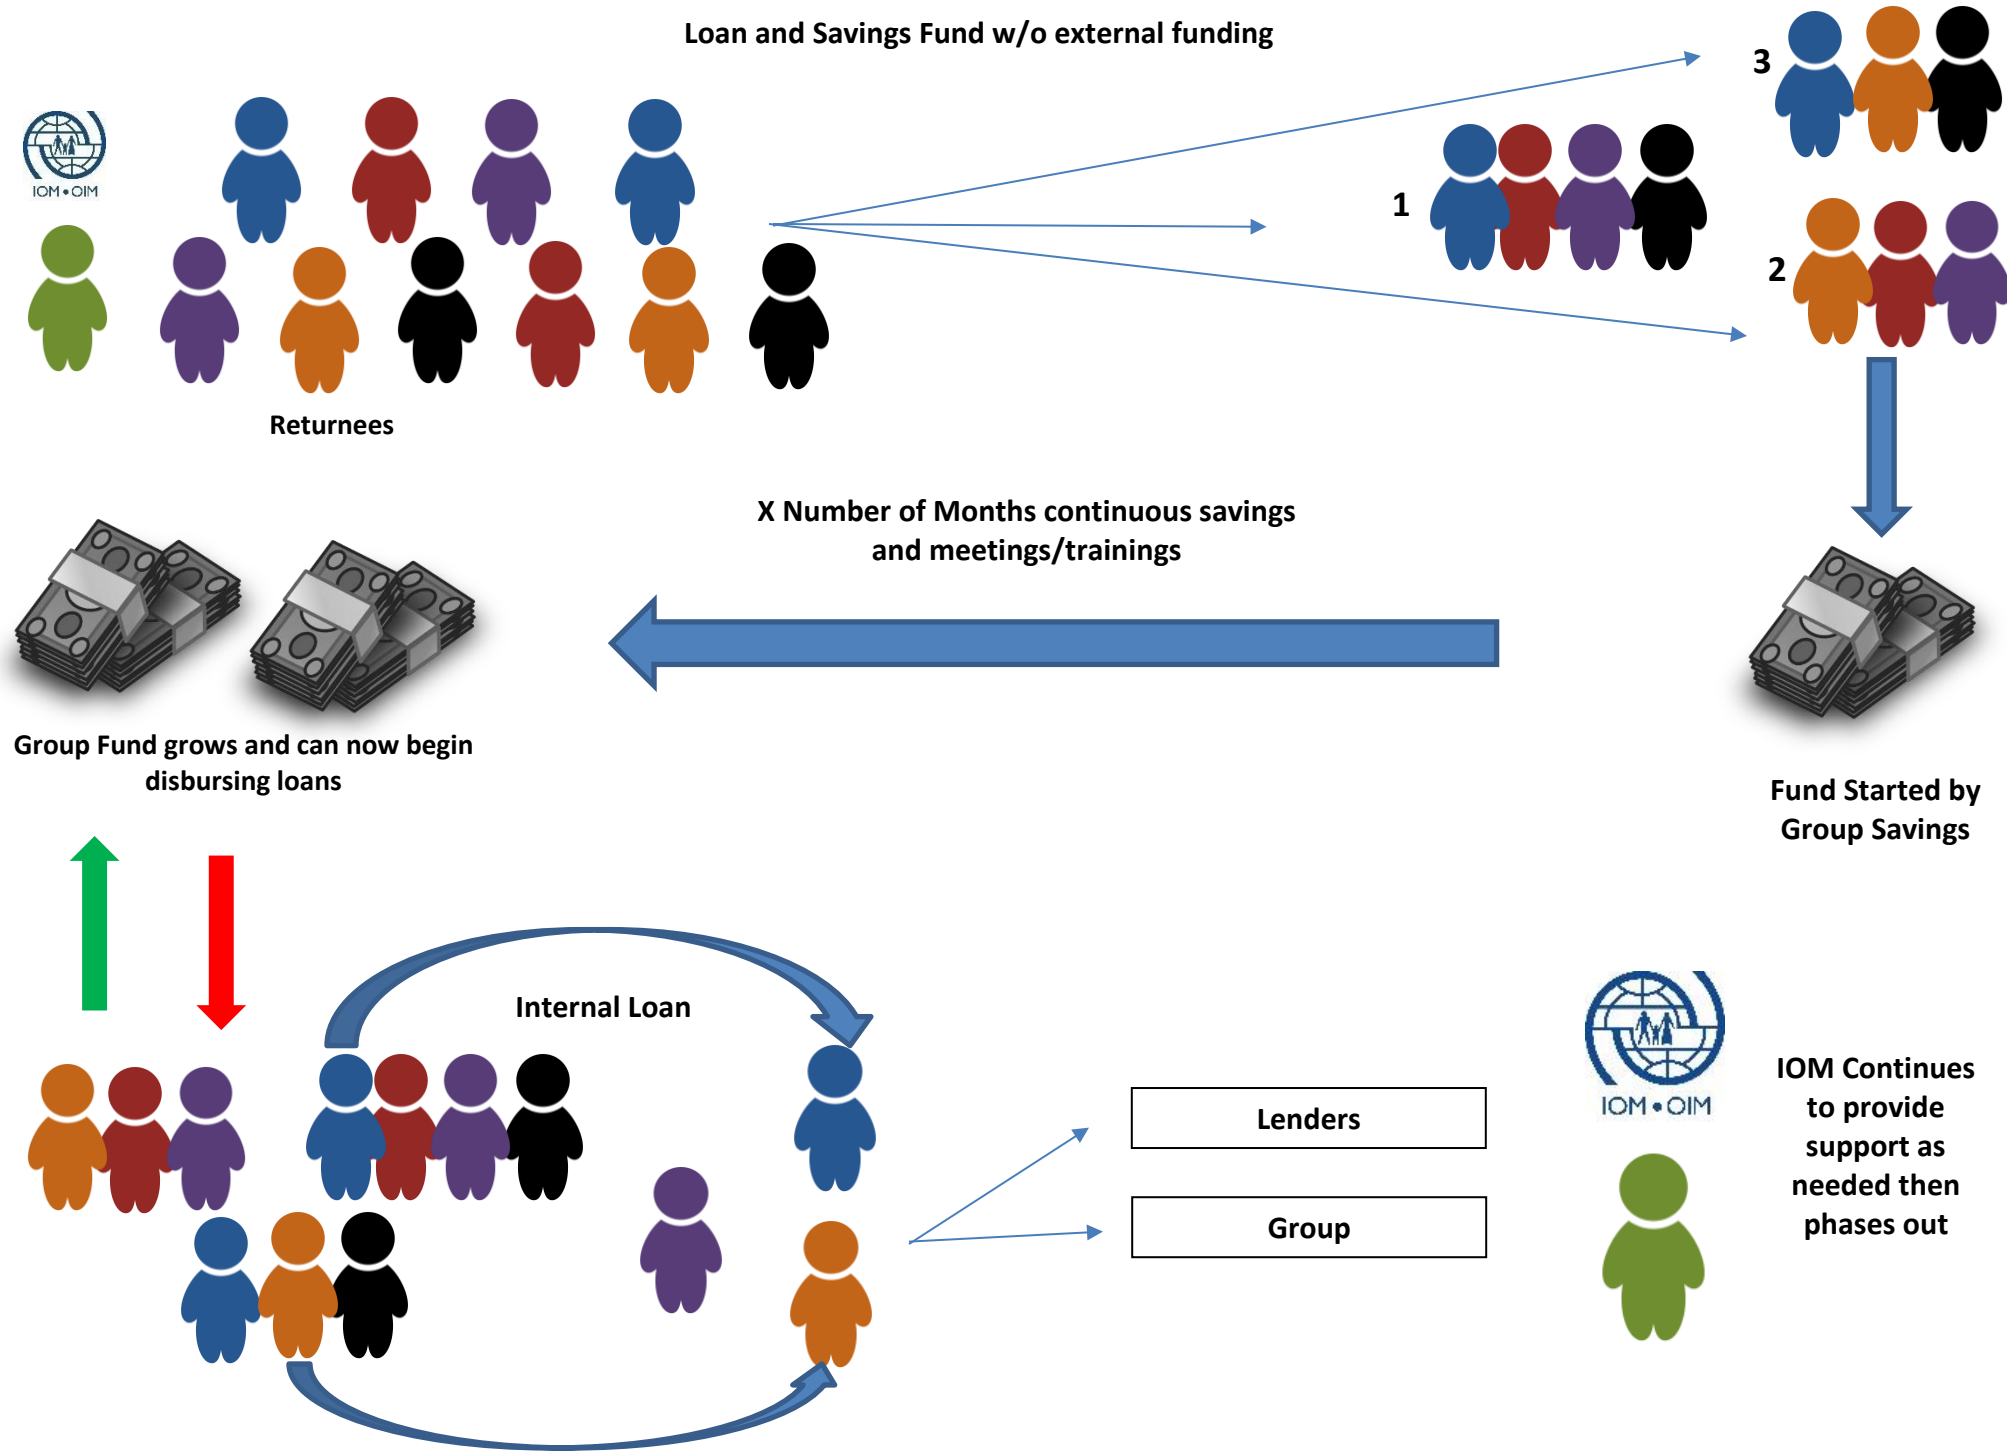 Loan and Savings Fund w/o external funding
3
IOM • OIM
1
2
Returnees
X Number of Months continuous savings
and meetings/trainings
Group Fund grows and can now begin
disbursing loans
Fund Started by
Group Savings
Internal Loan
Lenders
Group
IOM • OIM
IOM Continues
to provide
support as
needed then
phases out